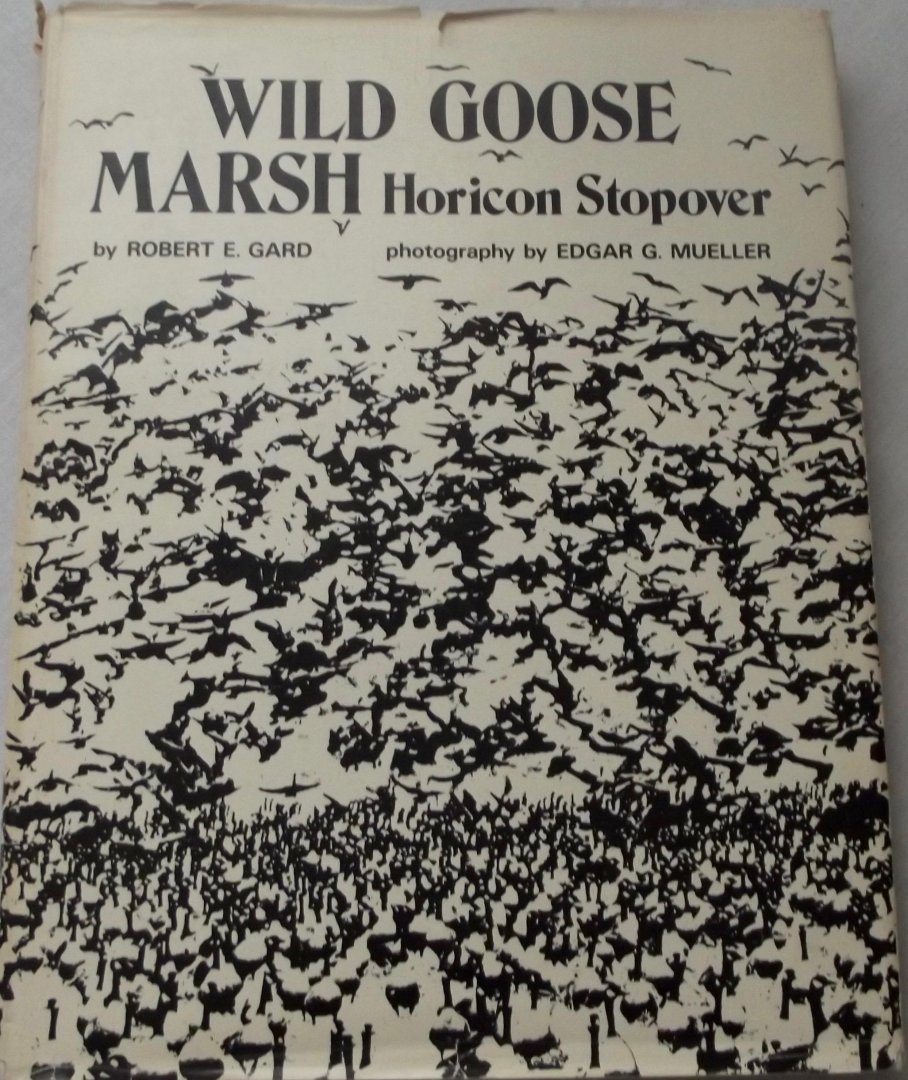 WILD GOOSE
MARSH Horicon Stopover
by ROBERT E. GARD photography by EDGAR G. MUELLER